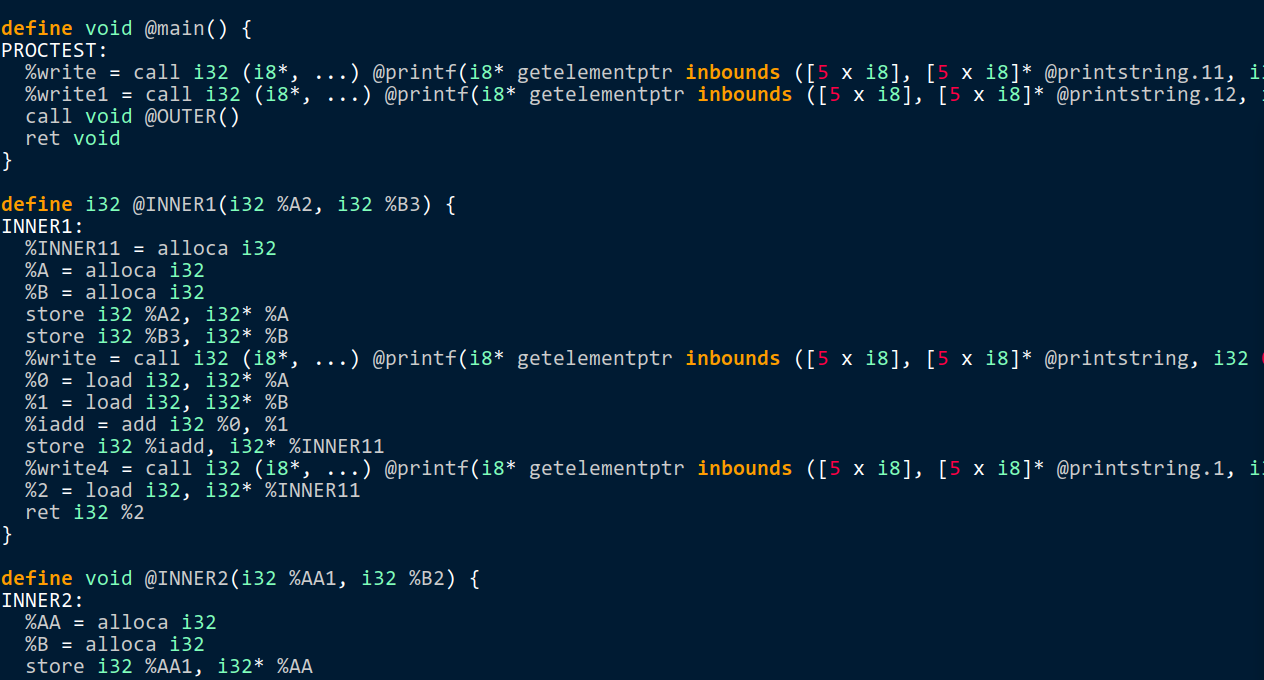 define void @main() {
PROCTEST:
  %write = call i32 (i8*, ...) @printf(i8* getelementptr inbounds ([5 x i8], [5 x i8]* @printstring.11, i
  %write1 = call i32 (i8*, ...) @printf(i8* getelementptr inbounds ([5 x i8], [5 x i8]* @printstring.12,
  call void @OUTER()
  ret void
}
define i32 @INNER1(i32 %A2, i32 %B3) {
INNER1:
  %INNER11 = alloca i32
  %A = alloca i32
  %B = alloca i32
  store i32 %A2, i32* %A
  store i32 %B3, i32* %B
  %write = call i32 (i8*, ...) @printf(i8* getelementptr inbounds ([5 x i8], [5 x i8]* @printstring, i32
  %0 = load i32, i32* %A
  %1 = load i32, i32* %B
  %iadd = add i32 %0, %1
  store i32 %iadd, i32* %INNER11
  %write4 = call i32 (i8*, ...) @printf(i8* getelementptr inbounds ([5 x i8], [5 x i8]* @printstring.1, i
  %2 = load i32, i32* %INNER11
  ret i32 %2
}
define void @INNER2(i32 %AA1, i32 %B2) {
INNER2:
  %AA = alloca i32
  %B = alloca i32
  store i32 %AA1, i32* %AA